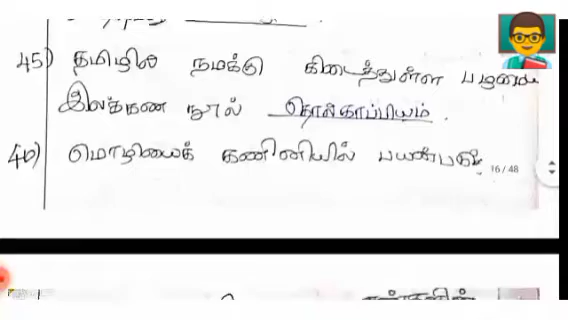 45) தமிழில் நமக்கு கிடைத்துள்ள பழமை
இலக்கண நூல் தொல்காப்பியம்.
46) மொழியைக் கணினியில் பயன்படு
16 / 48